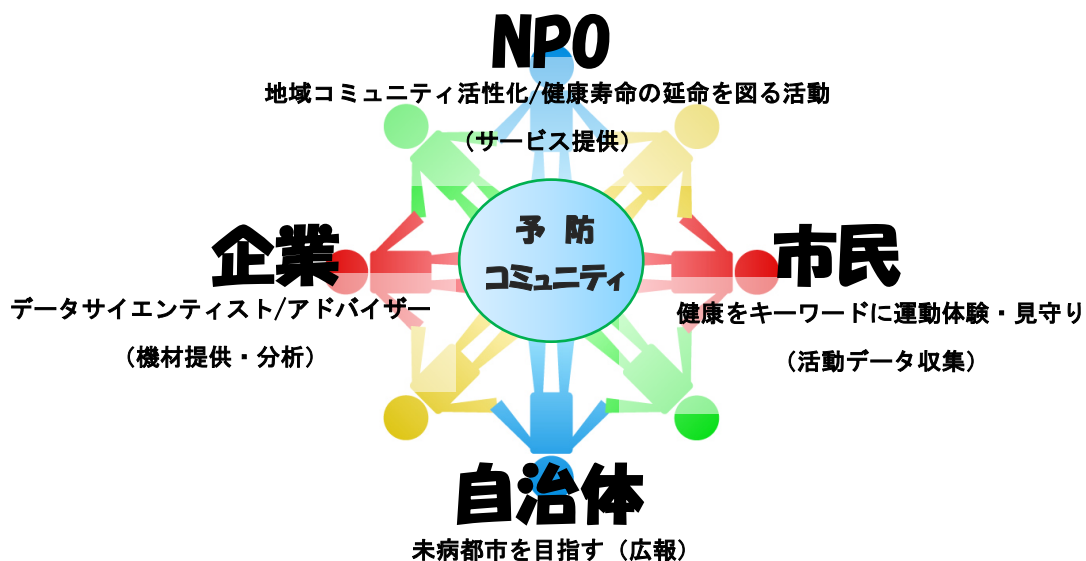 NPO
地域コミュニティ活性化/健康寿命の延命を図る活動
（サービス提供）
予 防
コミュニティ
企業
データサイエンティスト/アドバイザー
（機材提供・分析）
市民
健康をキーワードに運動体験・見守り
（活動データ収集）
自治体
未病都市を目指す（広報）